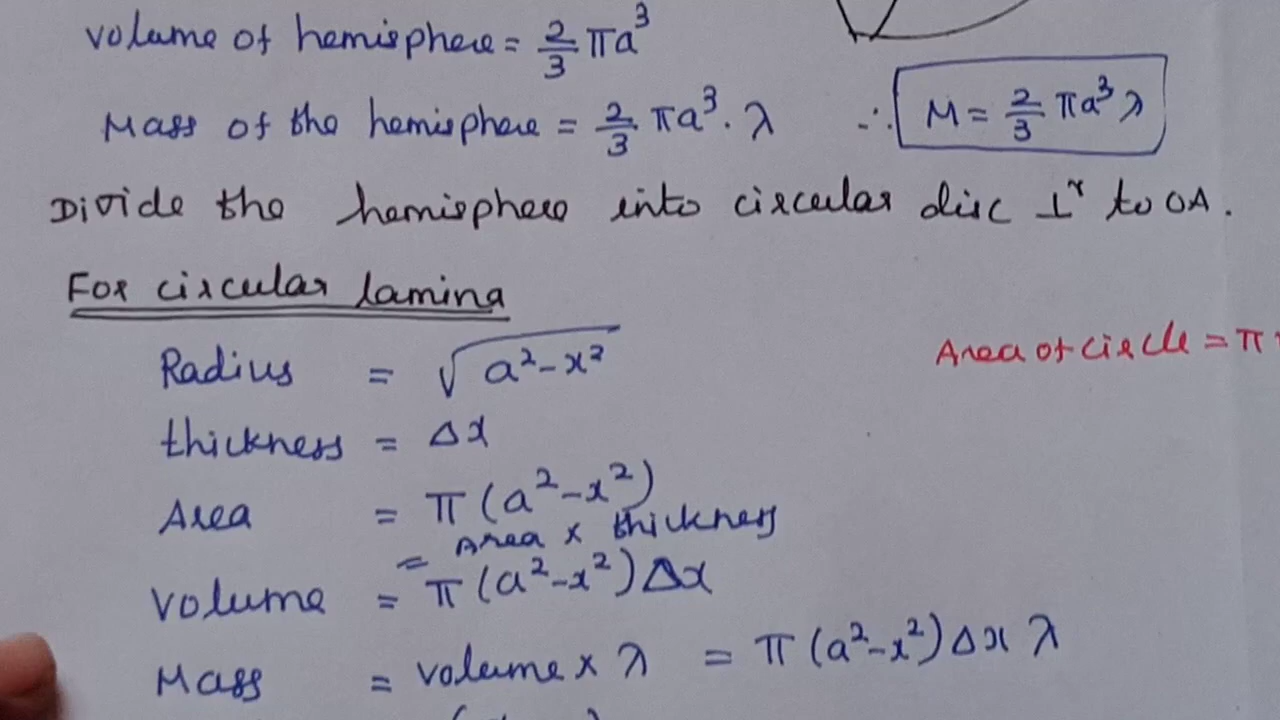 volume of hemisphere = 2/3 πa³
Mass of the hemisphere = 2/3 πa³ · λ ∴ M = 2/3 πa³ λ
Divide the hemisphere into circular disc ⊥ʳ to OA.
For circular lamina
Radius = √(a²-x²)
Area of circle = π
thickness = Δx
Area = π(a²-x²)
= Area × thickness
volume = π(a²-x²)Δx
Mass = volume × λ = π(a²-x²)Δx λ